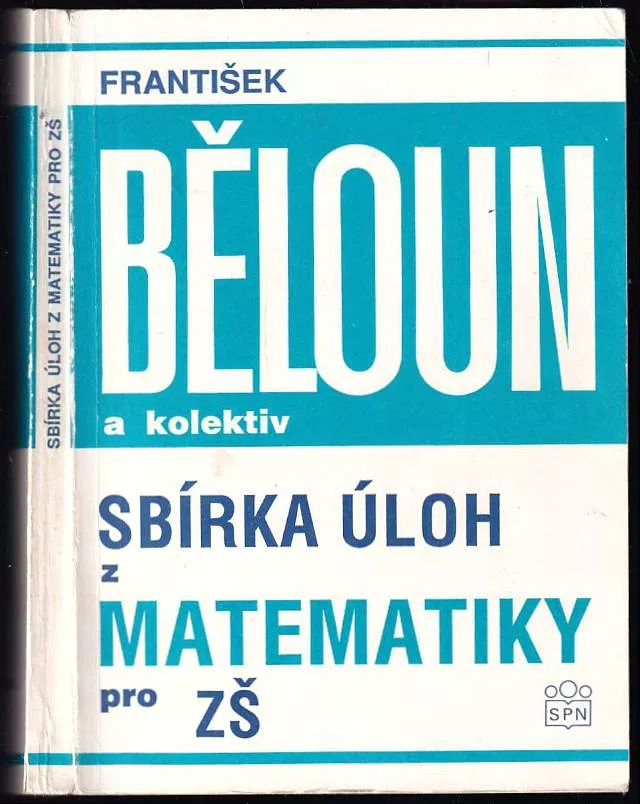 SBÍRKA ÚLOH Z MATEMATIKY PRO ZŠ
FRANTIŠEK
BĚLOUN
a kolektiv
SBÍRKA ÚLOH
z
MATEMATIKY
pro ZŠ
SPN